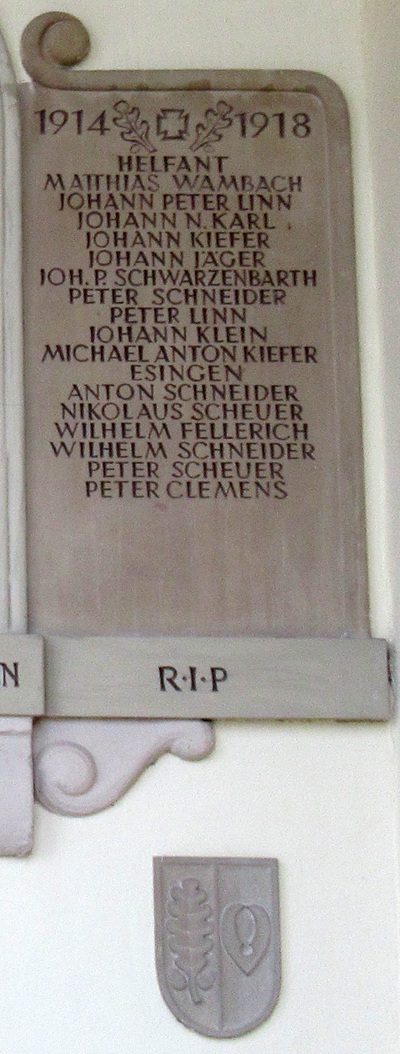 1914 1918
HELFANT
MATTHIAS WAMBACH
JOHANN PETER LINN
JOHANN N. KARL
JOHANN KIEFER
JOHANN JÄGER
JOH. P. SCHWARZENBARTH
PETER SCHNEIDER
PETER LINN
JOHANN KLEIN
MICHAEL ANTON KIEFER
ESINGEN
ANTON SCHNEIDER
NIKOLAUS SCHEUER
WILHELM FELLERICH
WILHELM SCHNEIDER
PETER SCHEUER
PETER CLEMENS
N R·I·P